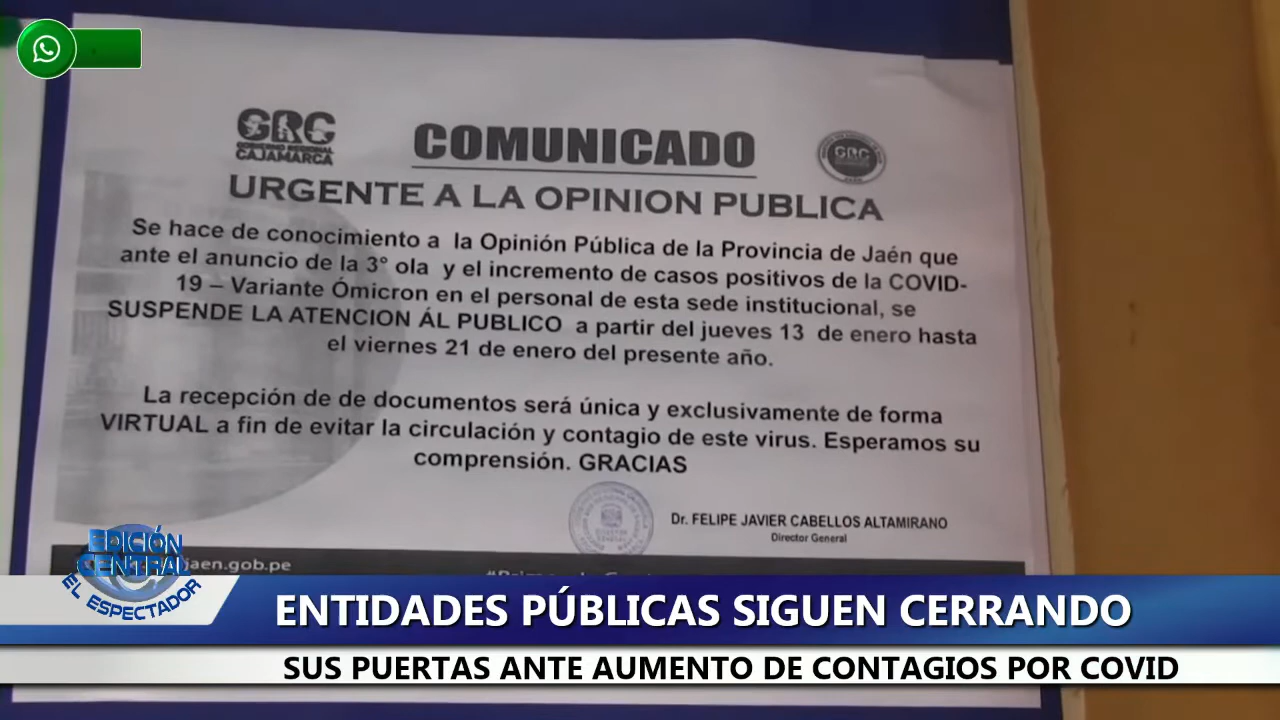 GRC
GOBIERNO REGIONAL
CAJAMARCA
COMUNICADO
GRC
URGENTE A LA OPINION PUBLICA
Se hace de conocimiento a la Opinión Pública de la Provincia de Jaén que
ante el anuncio de la 3° ola y el incremento de casos positivos de la COVID-
19 – Variante Ómicron en el personal de esta sede institucional, se
SUSPENDE LA ATENCION ÁL PUBLICO a partir del jueves 13 de enero hasta
el viernes 21 de enero del presente año.
La recepción de de documentos será única y exclusivamente de forma
VIRTUAL a fin de evitar la circulación y contagio de este virus. Esperamos su
comprensión. GRACIAS
Dr. FELIPE JAVIER CABELLOS ALTAMIRANO
Director General
jaen.gob.pe
EDICIÓN
CENTRAL
EL ESPECTADOR
ENTIDADES PÚBLICAS SIGUEN CERRANDO
SUS PUERTAS ANTE AUMENTO DE CONTAGIOS POR COVID